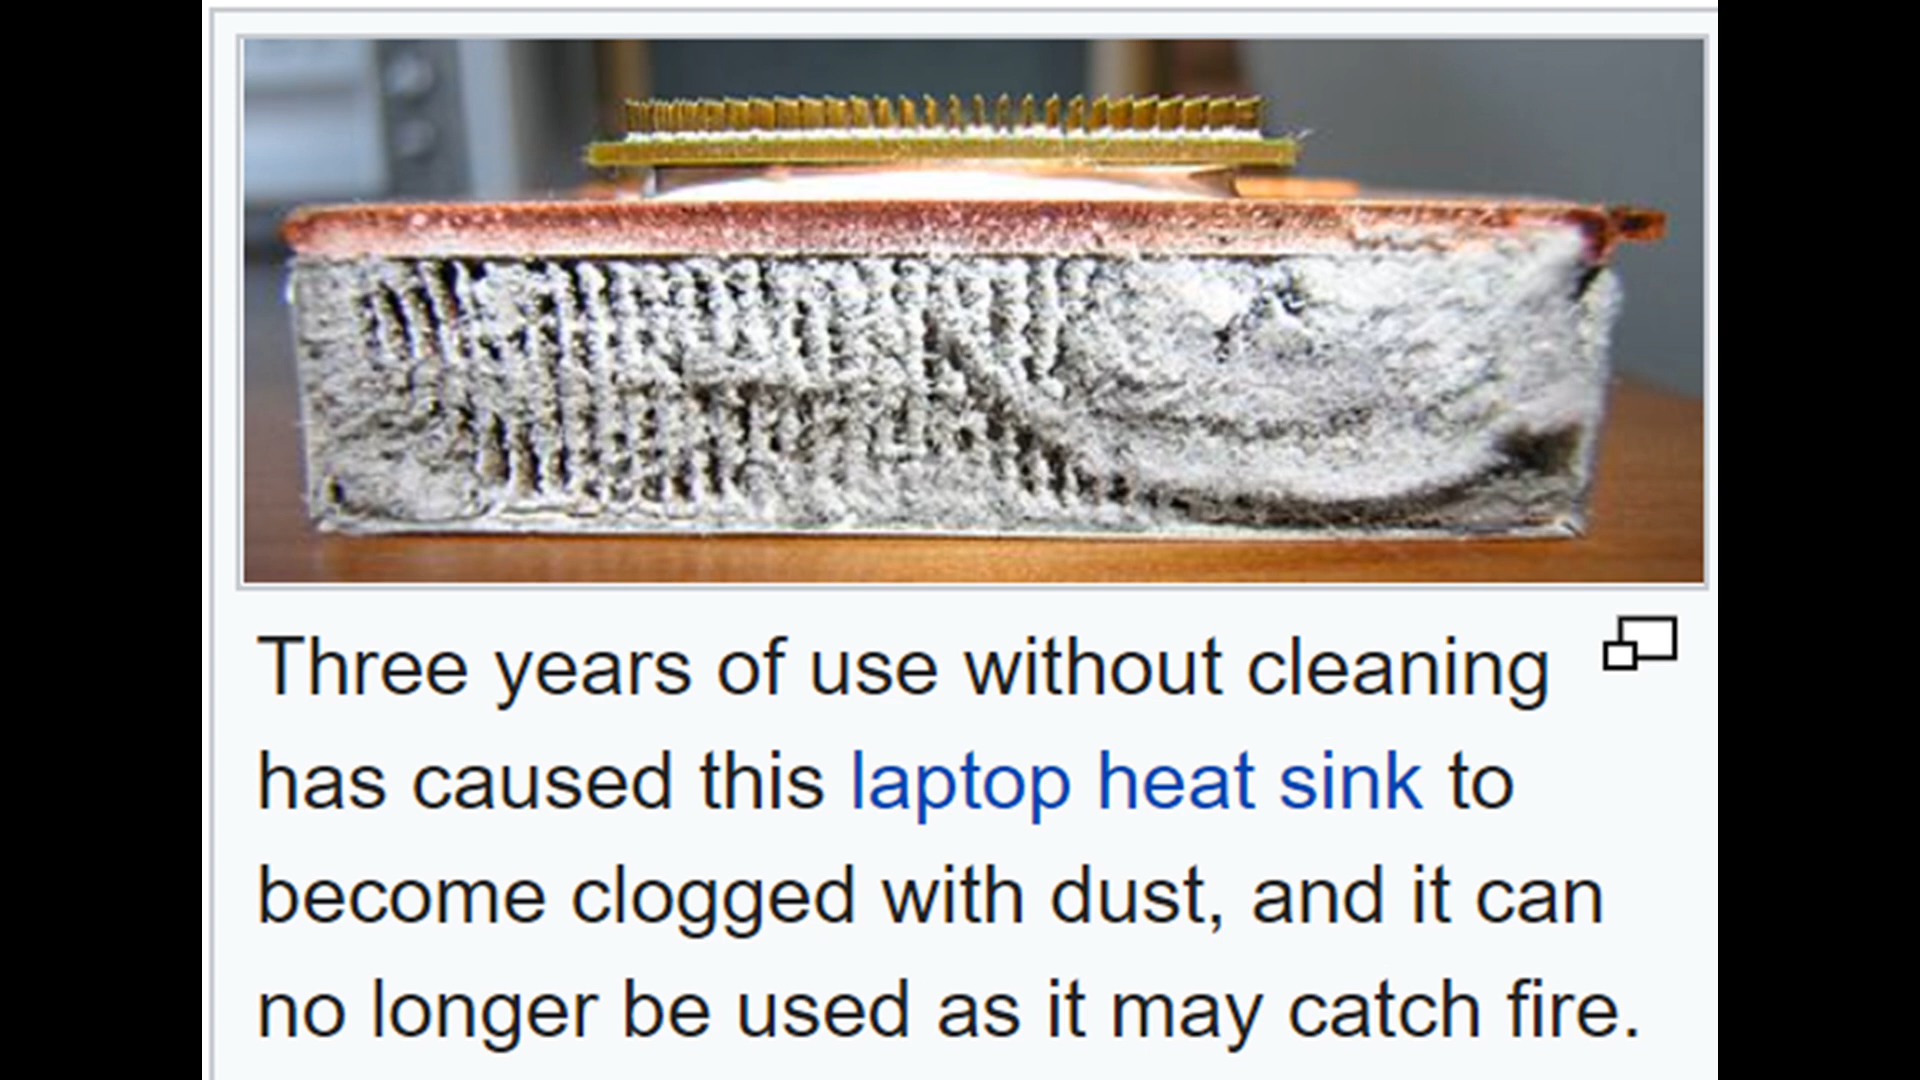 Three years of use without cleaning
has caused this laptop heat sink to
become clogged with dust, and it can
no longer be used as it may catch fire.